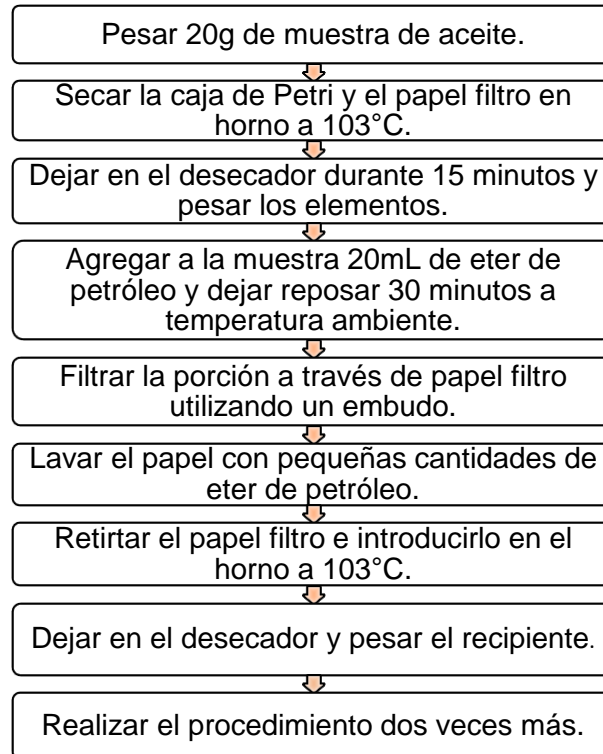 Pesar 20g de muestra de aceite.
Secar la caja de Petri y el papel filtro en
horno a 103°C.
Dejar en el desecador durante 15 minutos y
pesar los elementos.
Agregar a la muestra 20mL de eter de
petróleo y dejar reposar 30 minutos a
temperatura ambiente.
Filtrar la porción a través de papel filtro
utilizando un embudo.
Lavar el papel con pequeñas cantidades de
eter de petróleo.
Retirtar el papel filtro e introducirlo en el
horno a 103°C.
Dejar en el desecador y pesar el recipiente.
Realizar el procedimiento dos veces más.